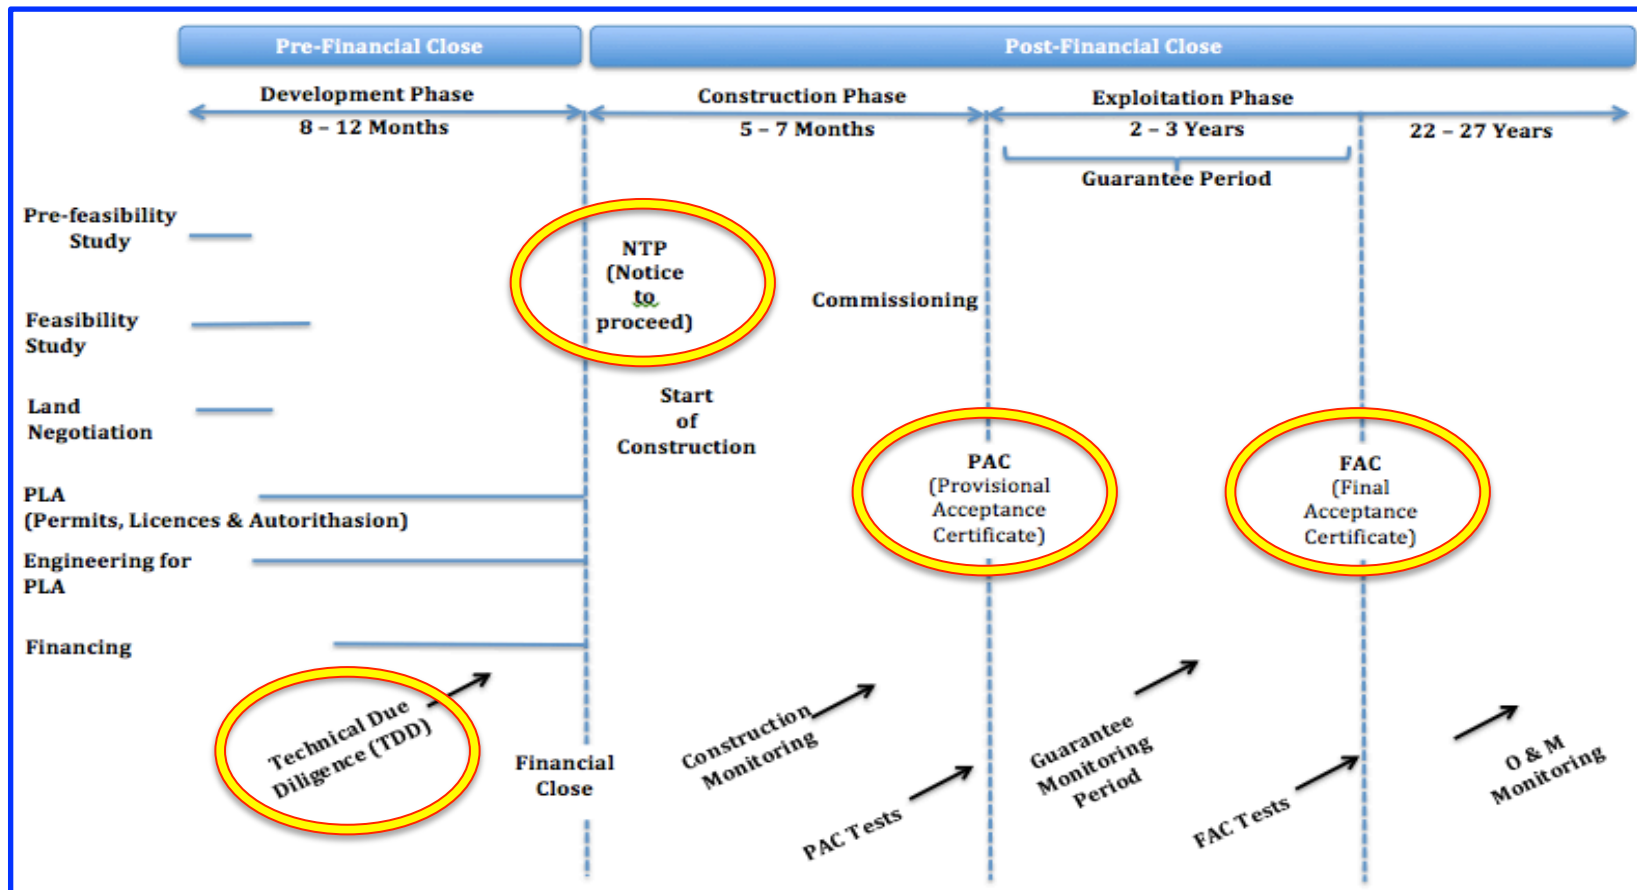 Pre-Financial Close
Post-Financial Close
Development Phase
Construction Phase
Exploitation Phase
8 – 12 Months
5 – 7 Months
2 – 3 Years
22 – 27 Years
Guarantee Period
Pre-feasibility
Study
NTP
(Notice
to
proceed)
Commissioning
Feasibility
Study
Land
Negotiation
Start
of
Construction
PAC
(Provisional
Acceptance
Certificate)
FAC
(Final
Acceptance
Certificate)
PLA
(Permits, Licences & Autorithasion)
Engineering for
PLA
Financing
Technical Due
Diligence (TDD)
Financial
Close
Construction
Monitoring
PAC Tests
Guarantee
Monitoring
Period
FAC Tests
O & M
Monitoring